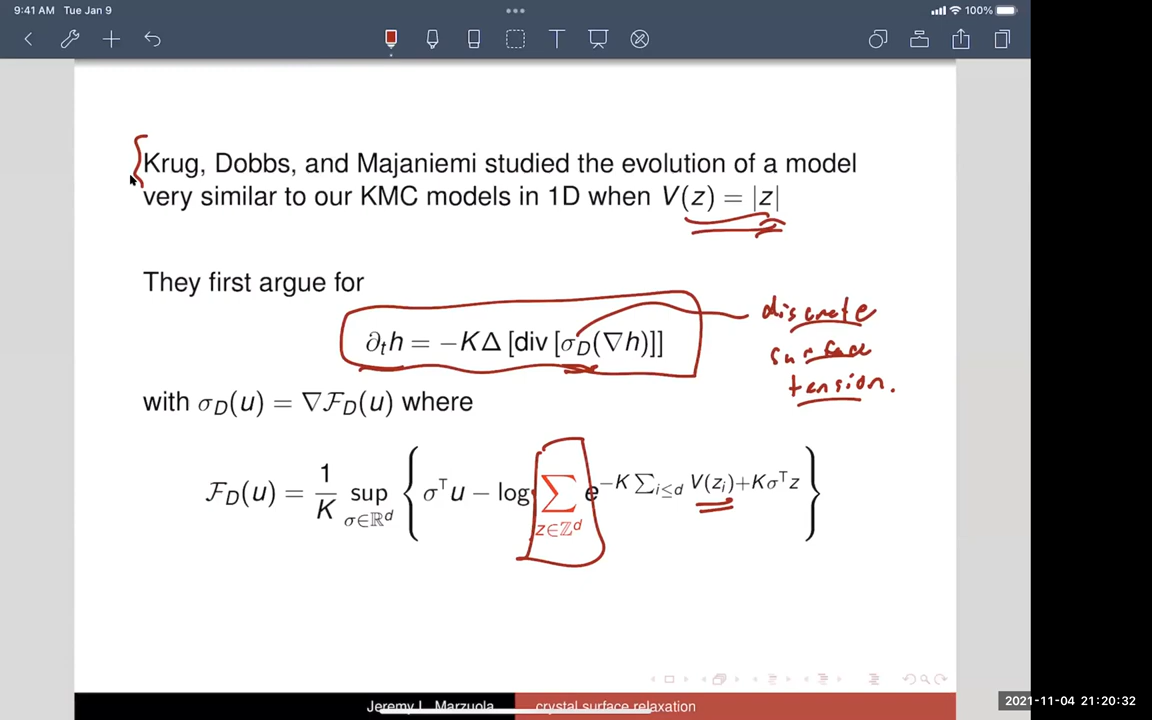 9:41 AM Tue Jan 9
100%
Krug, Dobbs, and Majaniemi studied the evolution of a model
very similar to our KMC models in 1D when V(z) = |z|
They first argue for
discrete
∂ₜh = −KΔ [div [σ_D(∇h)]]
surface
tension.
with σ_D(u) = ∇ℱ_D(u) where
ℱ_D(u) = 1/K sup_{σ∈ℝ^d} { σᵀu − log ∑_{z∈ℤ^d} e^{−K ∑_{i≤d} V(z_i)+Kσᵀz} }
Jeremy L. Marzuola crystal surface relaxation
2021-11-04 21:20:32